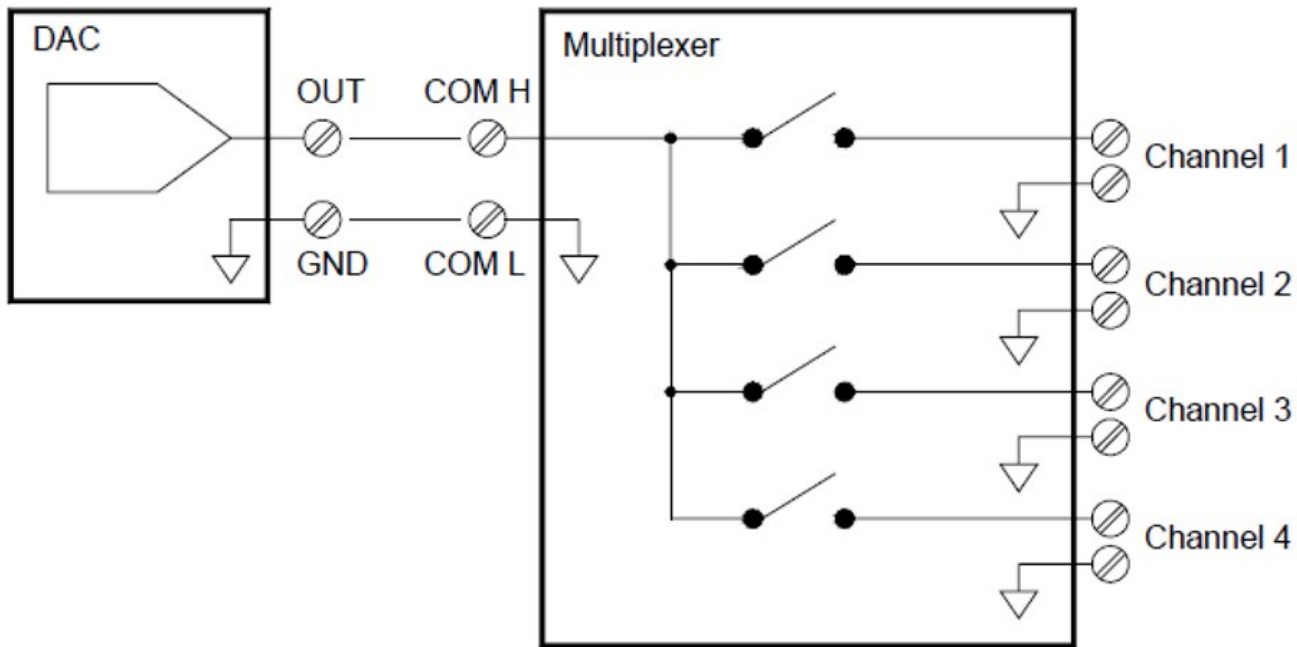 DAC
Multiplexer
OUT
COM H
GND
COM L
Channel 1
Channel 2
Channel 3
Channel 4